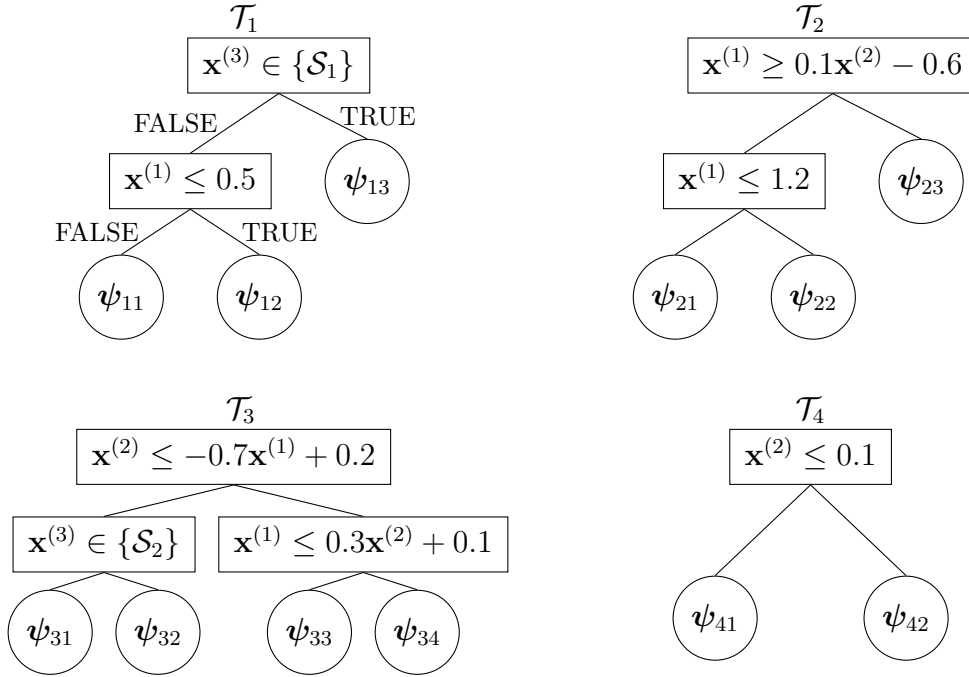 𝒯₁
𝐱⁽³⁾ ∈ {𝒮₁}
FALSE
TRUE
𝐱⁽¹⁾ ≤ 0.5
𝝍₁₃
FALSE
TRUE
𝝍₁₁
𝝍₁₂
𝒯₂
𝐱⁽¹⁾ ≥ 0.1𝐱⁽²⁾ − 0.6
𝐱⁽¹⁾ ≤ 1.2
𝝍₂₃
𝝍₂₁
𝝍₂₂
𝒯₃
𝐱⁽²⁾ ≤ −0.7𝐱⁽¹⁾ + 0.2
𝐱⁽³⁾ ∈ {𝒮₂}
𝐱⁽¹⁾ ≤ 0.3𝐱⁽²⁾ + 0.1
𝝍₃₁
𝝍₃₂
𝝍₃₃
𝝍₃₄
𝒯₄
𝐱⁽²⁾ ≤ 0.1
𝝍₄₁
𝝍₄₂